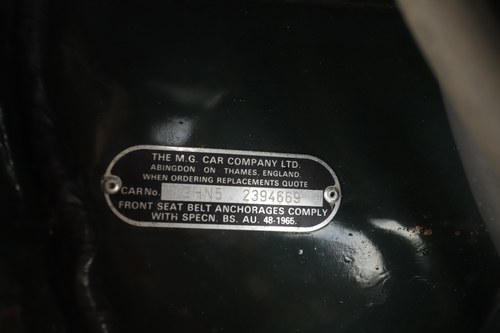 THE M.G. CAR COMPANY LTD.
ABINGDON ON THAMES, ENGLAND.
WHEN ORDERING REPLACEMENTS QUOTE
CAR No. 2394669
FRONT SEAT BELT ANCHORAGES COMPLY
WITH SPECN. BS. AU. 48-1965.